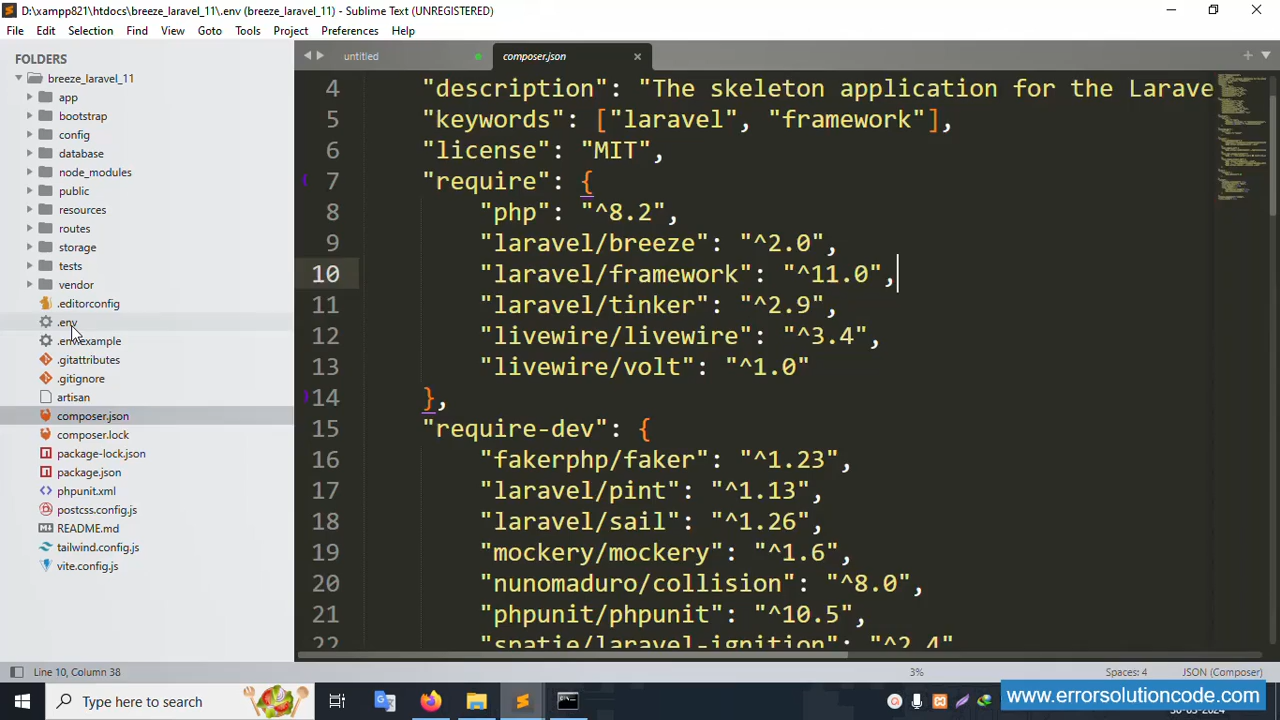 D:\xampp821\htdocs\breeze_laravel_11\.env (breeze_laravel_11) - Sublime Text (UNREGISTERED)
File Edit Selection Find View Goto Tools Project Preferences Help
FOLDERS
breeze_laravel_11
app
bootstrap
config
database
node_modules
public
resources
routes
storage
tests
vendor
.editorconfig
.env
.env.example
.gitattributes
.gitignore
artisan
composer.json
composer.lock
package-lock.json
package.json
phpunit.xml
postcss.config.js
README.md
tailwind.config.js
vite.config.js
untitled composer.json
4 "description": "The skeleton application for the Larave
5 "keywords": ["laravel", "framework"],
6 "license": "MIT",
7 "require": {
8 "php": "^8.2",
9 "laravel/breeze": "^2.0",
10 "laravel/framework": "^11.0",
11 "laravel/tinker": "^2.9",
12 "livewire/livewire": "^3.4",
13 "livewire/volt": "^1.0"
14 },
15 "require-dev": {
16 "fakerphp/faker": "^1.23",
17 "laravel/pint": "^1.13",
18 "laravel/sail": "^1.26",
19 "mockery/mockery": "^1.6",
20 "nunomaduro/collision": "^8.0",
21 "phpunit/phpunit": "^10.5",
22 "spatie/laravel-ignition": "^2.4"
Line 10, Column 38 3% Spaces: 4 JSON (Composer)
Type here to search
www.errorsolutioncode.com